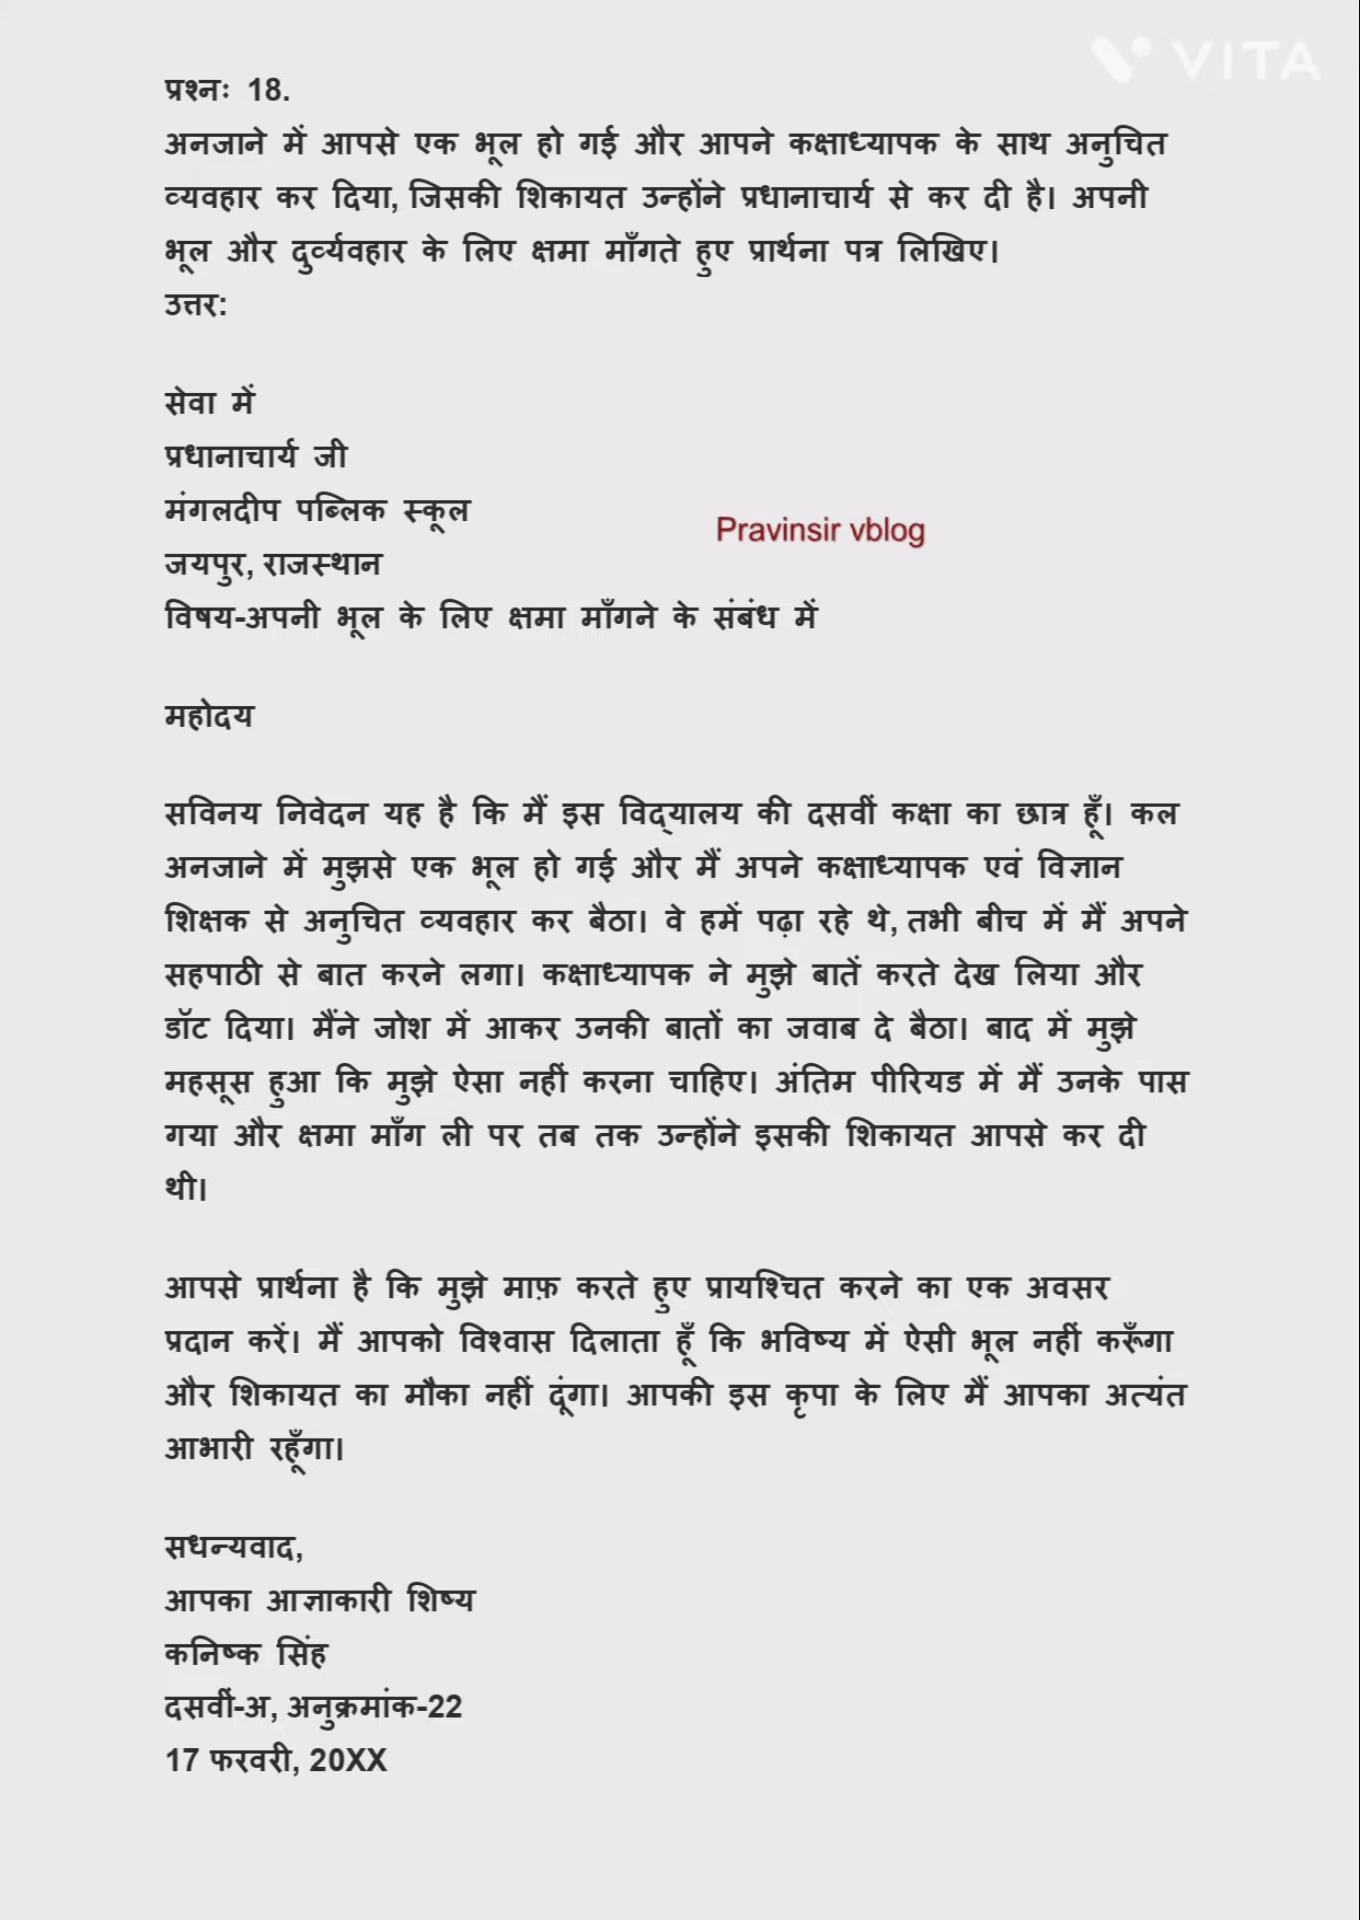 VITA
प्रश्नः 18.
अनजाने में आपसे एक भूल हो गई और आपने कक्षाध्यापक के साथ अनुचित
व्यवहार कर दिया, जिसकी शिकायत उन्होंने प्रधानाचार्य से कर दी है। अपनी
भूल और दुर्व्यवहार के लिए क्षमा माँगते हुए प्रार्थना पत्र लिखिए।
उत्तर:
सेवा में
प्रधानाचार्य जी
मंगलदीप पब्लिक स्कूल
Pravinsir vblog
जयपुर, राजस्थान
विषय-अपनी भूल के लिए क्षमा माँगने के संबंध में
महोदय
सविनय निवेदन यह है कि मैं इस विद्यालय की दसवीं कक्षा का छात्र हूँ। कल
अनजाने में मुझसे एक भूल हो गई और मैं अपने कक्षाध्यापक एवं विज्ञान
शिक्षक से अनुचित व्यवहार कर बैठा। वे हमें पढ़ा रहे थे, तभी बीच में मैं अपने
सहपाठी से बात करने लगा। कक्षाध्यापक ने मुझे बातें करते देख लिया और
डॉट दिया। मैंने जोश में आकर उनकी बातों का जवाब दे बैठा। बाद में मुझे
महसूस हुआ कि मुझे ऐसा नहीं करना चाहिए। अंतिम पीरियड में मैं उनके पास
गया और क्षमा माँग ली पर तब तक उन्होंने इसकी शिकायत आपसे कर दी
थी।
आपसे प्रार्थना है कि मुझे माफ़ करते हुए प्रायश्चित करने का एक अवसर
प्रदान करें। मैं आपको विश्वास दिलाता हूँ कि भविष्य में ऐसी भूल नहीं करूँगा
और शिकायत का मौका नहीं दूंगा। आपकी इस कृपा के लिए मैं आपका अत्यंत
आभारी रहूँगा।
सधन्यवाद,
आपका आज्ञाकारी शिष्य
कनिष्क सिंह
दसवीं-अ, अनुक्रमांक-22
17 फरवरी, 20XX